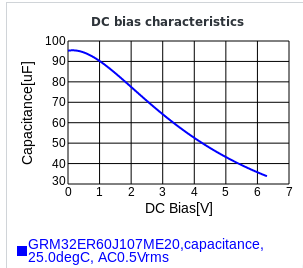 DC bias characteristics
100
90
80
70
60
50
40
30
Capacitance[uF]
0 1 2 3 4 5 6 7
DC Bias[V]
GRM32ER60J107ME20,capacitance,
25.0degC, AC0.5Vrms